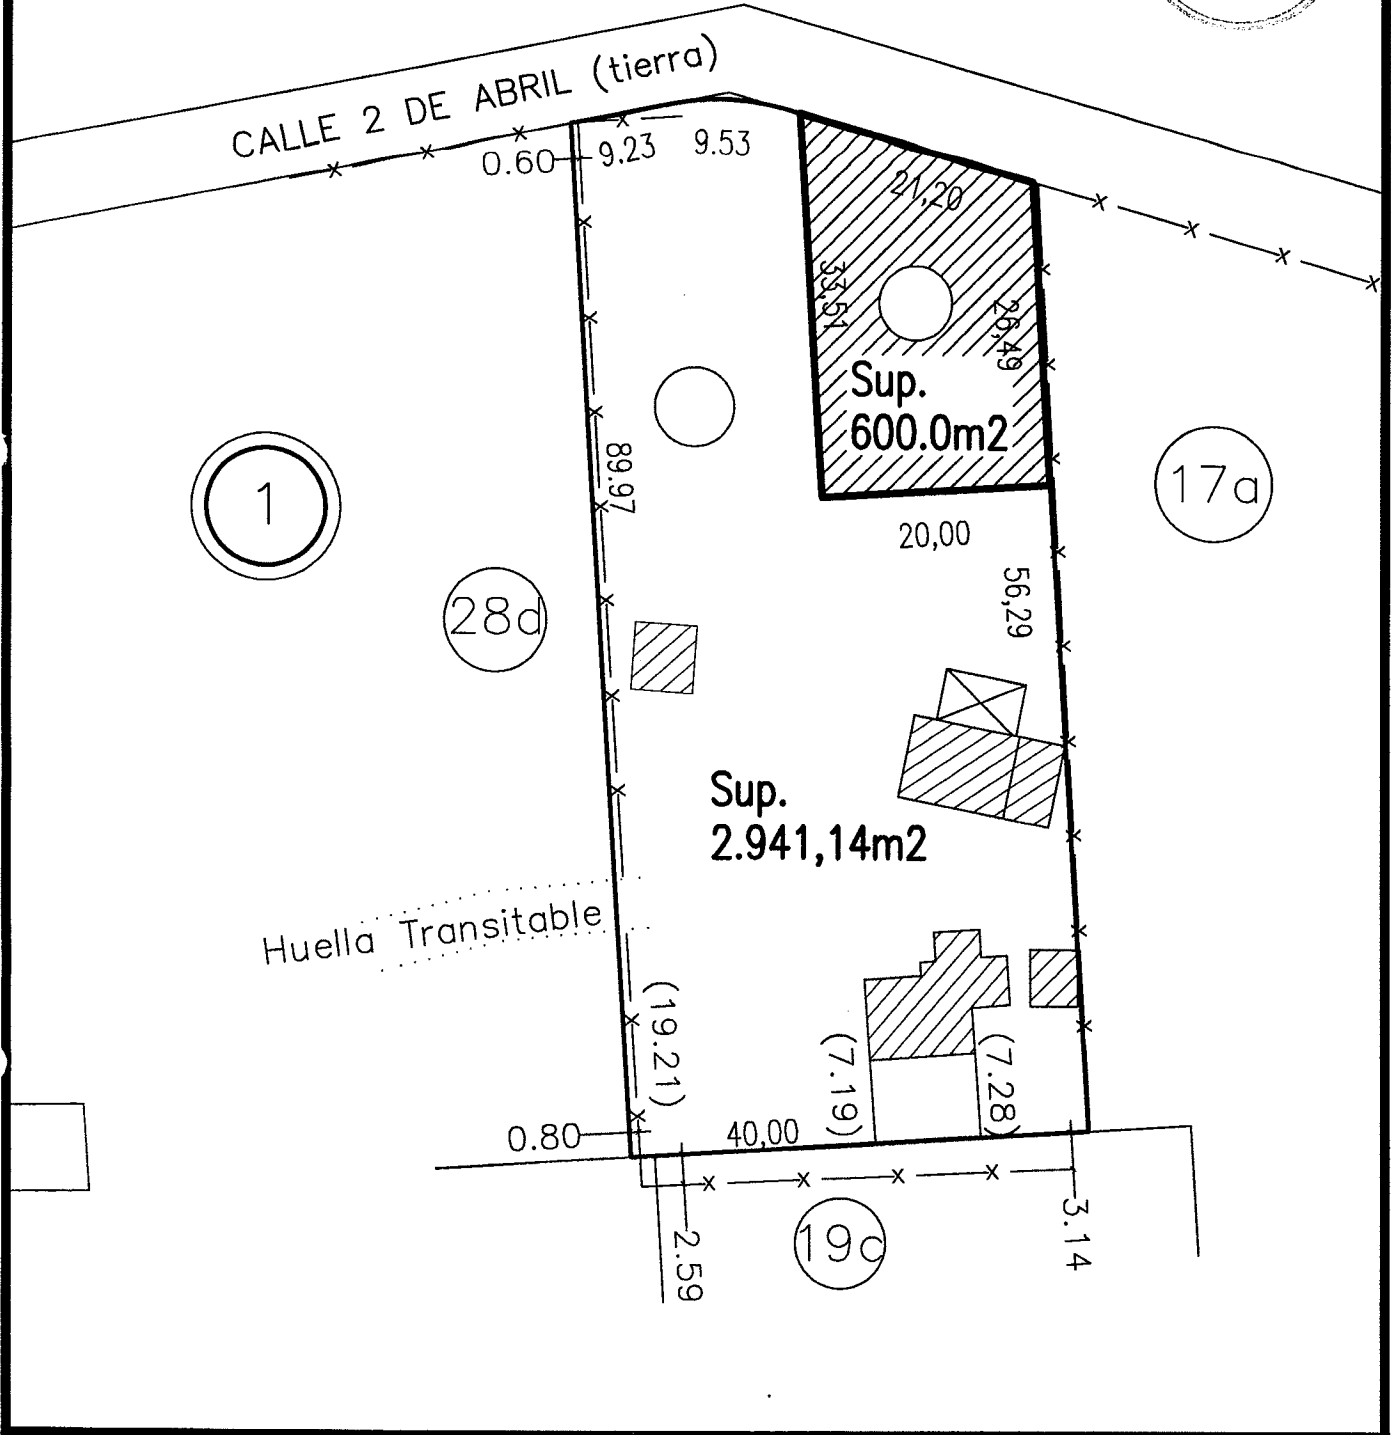 CALLE 2 DE ABRIL (tierra)
0.60
9.23
9.53
21,20
33,51
26,49
Sup.
600.0m2
89.97
1
17a
20,00
28d
56,29
Sup.
2.941,14m2
Huella Transitable
(19.21)
(7.19)
(7.28)
0.80
40,00
19c
2.59
3.14